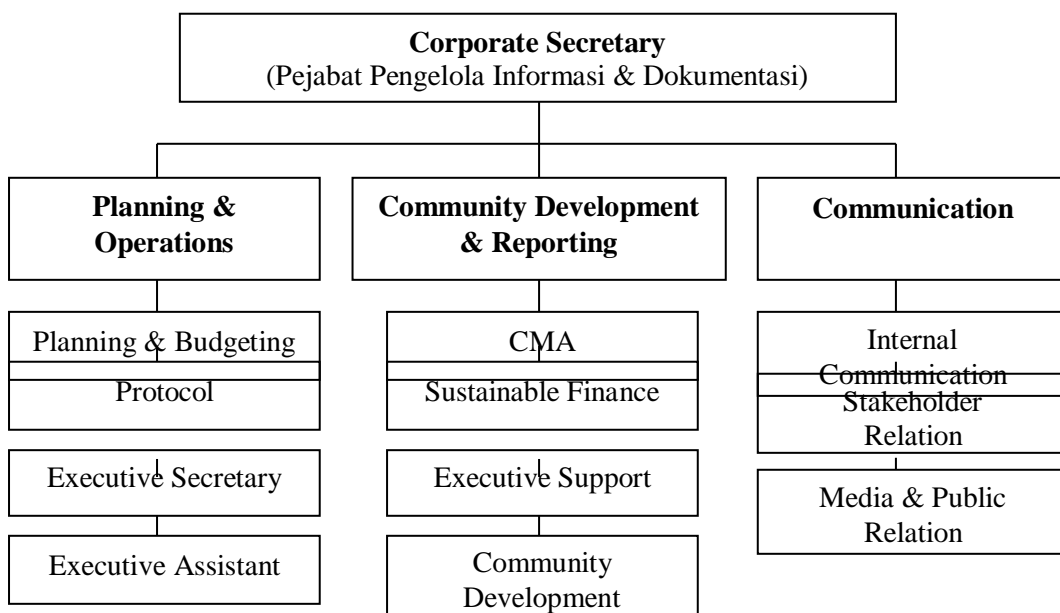 Corporate Secretary
(Pejabat Pengelola Informasi & Dokumentasi)
Planning &
Operations
Planning & Budgeting
Protocol
Executive Secretary
Executive Assistant
Community Development
& Reporting
CMA
Sustainable Finance
Executive Support
Community
Development
Communication
Internal
Communication
Stakeholder
Relation
Media & Public
Relation